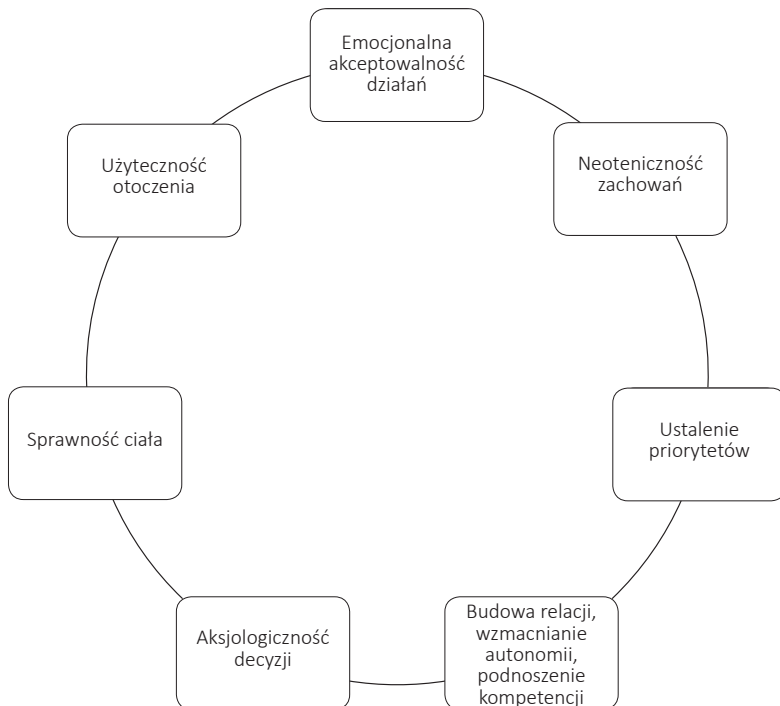 Emocjonalna
akceptowalność
działań
Neoteniczność
zachowań
Ustalenie
priorytetów
Budowa relacji,
wzmacnianie
autonomii,
podnoszenie
kompetencji
Aksjologiczność
decyzji
Sprawność ciała
Użyteczność
otoczenia